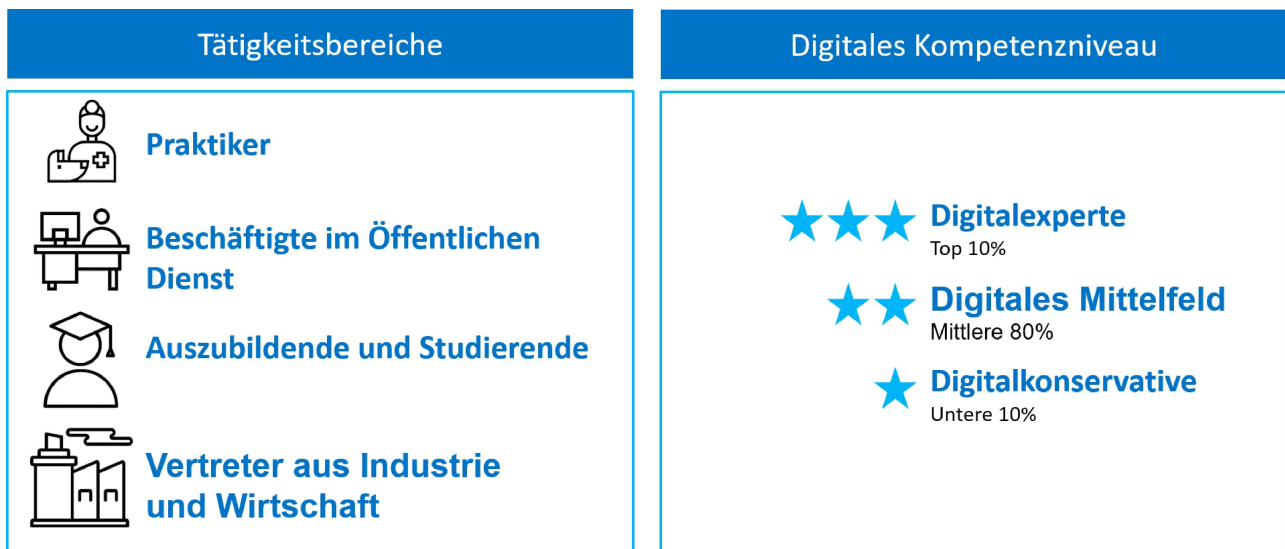 Tätigkeitsbereiche
Praktiker
Beschäftigte im Öffentlichen
Dienst
Auszubildende und Studierende
Vertreter aus Industrie
und Wirtschaft
Digitales Kompetenzniveau
Digitalexperte
Top 10%
Digitales Mittelfeld
Mittlere 80%
Digitalkonservative
Untere 10%